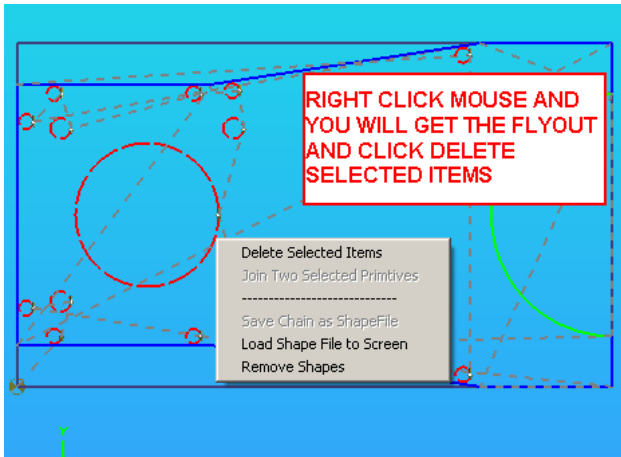 RIGHT CLICK MOUSE AND
YOU WILL GET THE FLYOUT
AND CLICK DELETE
SELECTED ITEMS
Delete Selected Items
Join Two Selected Primtives
-----------------------------
Save Chain as ShapeFile
Load Shape File to Screen
Remove Shapes
Y